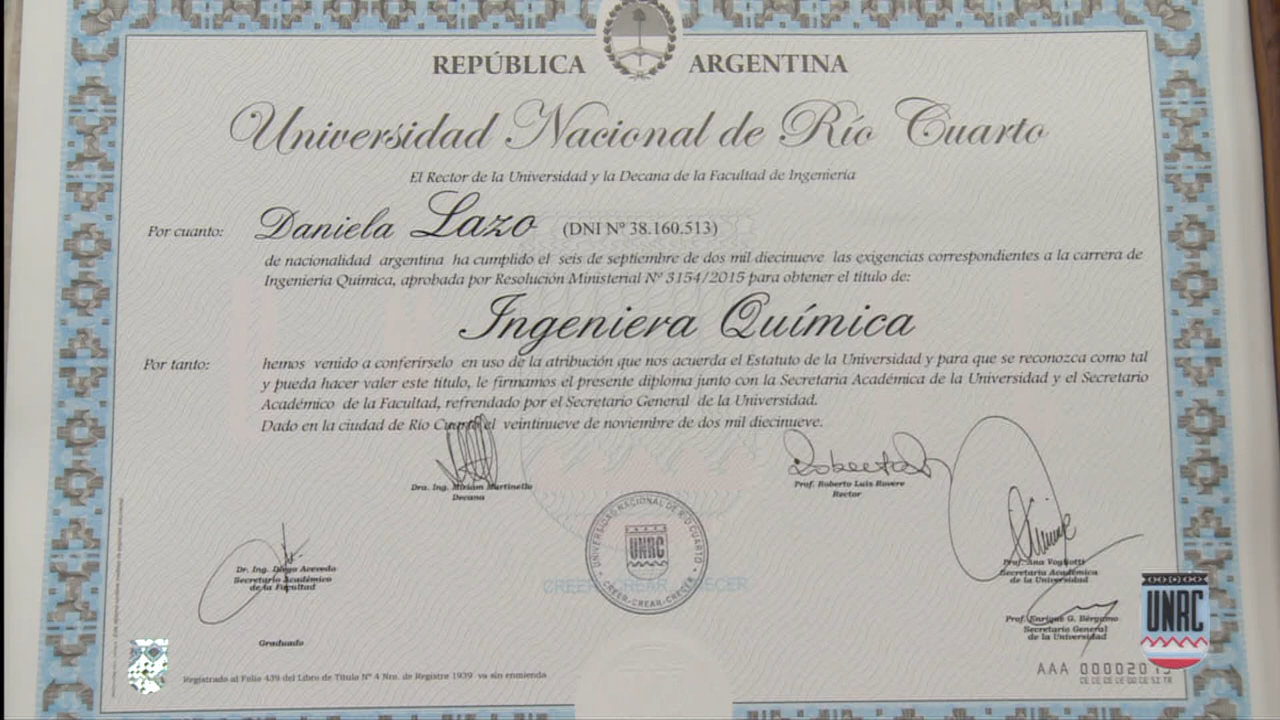 REPÚBLICA ARGENTINA
Universidad Nacional de Río Cuarto
El Rector de la Universidad y la Decana de la Facultad de Ingeniería
Por cuanto: Daniela Lazo (DNI Nº 38.160.513)
de nacionalidad argentina ha cumplido el seis de septiembre de dos mil diecinueve las exigencias correspondientes a la carrera de
Ingeniería Química, aprobada por Resolución Ministerial Nº 3154/2015 para obtener el título de:
Ingeniera Química
Por tanto: hemos venido a conferírselo en uso de la atribución que nos acuerda el Estatuto de la Universidad y para que se reconozca como tal
y pueda hacer valer este título, le firmamos el presente diploma junto con la Secretaria Académica de la Universidad y el Secretario
Académico de la Facultad, refrendado por el Secretario General de la Universidad.
Dado en la ciudad de Río Cuarto el veintinueve de noviembre de dos mil diecinueve.
Dra. Ing. Miriam Martinello
Decana
Prof. Roberto Luis Rovere
Rector
UNIVERSIDAD NACIONAL DE RÍO CUARTO
UNRC
CREER-CREAR-CRECER
CREER CREAR CRECER
Dr. Ing. Diego Acevedo
Secretario Académico
de la Facultad
Prof. Ana Vogliotti
Secretaria Académica
de la Universidad
Prof. Enrique G. Bérgamo
Secretario General
de la Universidad
UNRC
Graduado
AAA
Registrado al Folio 439 del Libro de Título Nº 4 Nro. de Registro 1939 va sin enmienda